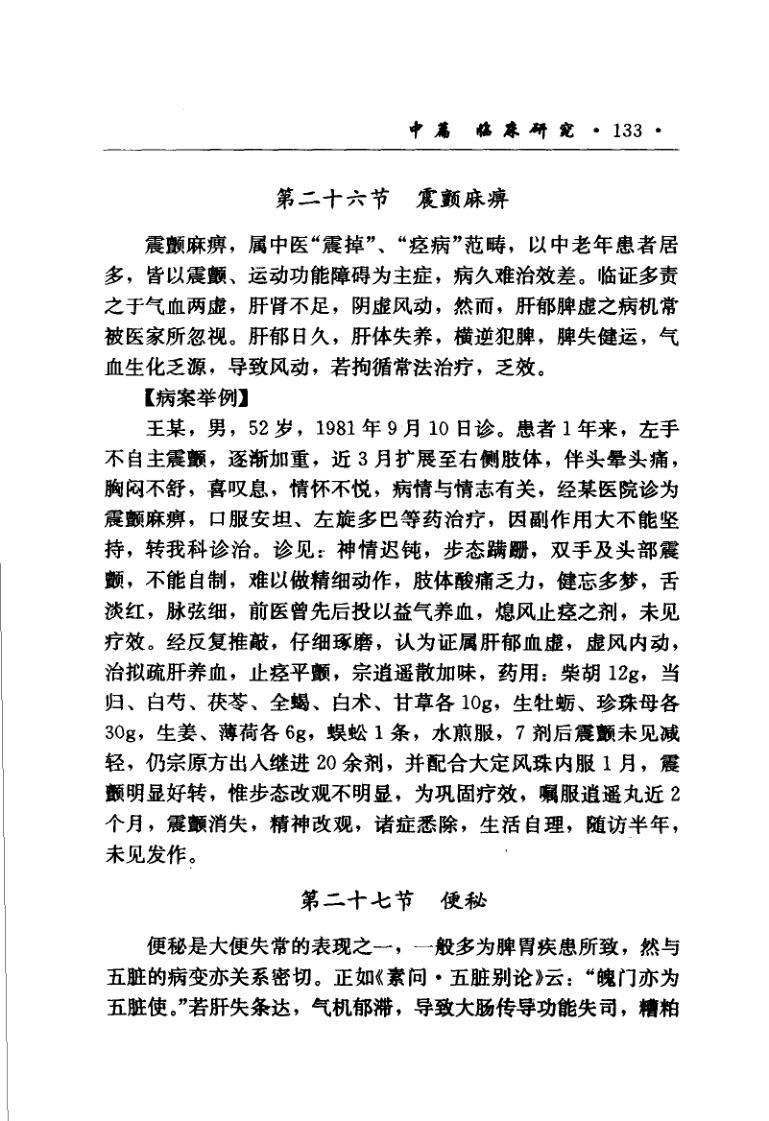 中篇 临床研究 · 133 ·
第二十六节 震颤麻痹
震颤麻痹，属中医“震掉”、“痉病”范畴，以中老年患者居
多，皆以震颤、运动功能障碍为主症，病久难治效差。临证多责
之于气血两虚，肝肾不足，阴虚风动，然而，肝郁脾虚之病机常
被医家所忽视。肝郁日久，肝体失养，横逆犯脾，脾失健运，气
血生化乏源，导致风动，若拘循常法治疗，乏效。
【病案举例】
王某，男，52岁，1981年9月10日诊。患者1年来，左手
不自主震颤，逐渐加重，近3月扩展至右侧肢体，伴头晕头痛，
胸闷不舒，喜叹息，情怀不悦，病情与情志有关，经某医院诊为
震颤麻痹，口服安坦、左旋多巴等药治疗，因副作用大不能坚
持，转我科诊治。诊见：神情迟钝，步态蹒跚，双手及头部震
颤，不能自制，难以做精细动作，肢体酸痛乏力，健忘多梦，舌
淡红，脉弦细，前医曾先后投以益气养血，熄风止痉之剂，未见
疗效。经反复推敲，仔细琢磨，认为证属肝郁血虚，虚风内动，
治拟疏肝养血，止痉平颤，宗逍遥散加味，药用：柴胡12g，当
归、白芍、茯苓、全蝎、白术、甘草各10g，生牡蛎、珍珠母各
30g，生姜、薄荷各6g，蜈蚣1条，水煎服，7剂后震颤未见减
轻，仍宗原方出入继进20余剂，并配合大定风珠内服1月，震
颤明显好转，惟步态改观不明显，为巩固疗效，嘱服逍遥丸近2
个月，震颤消失，精神改观，诸症悉除，生活自理，随访半年，
未见发作。
第二十七节 便秘
便秘是大便失常的表现之一，一般多为脾胃疾患所致，然与
五脏的病变亦关系密切。正如《素问·五脏别论》云：“魄门亦为
五脏使。”若肝失条达，气机郁滞，导致大肠传导功能失司，糟粕